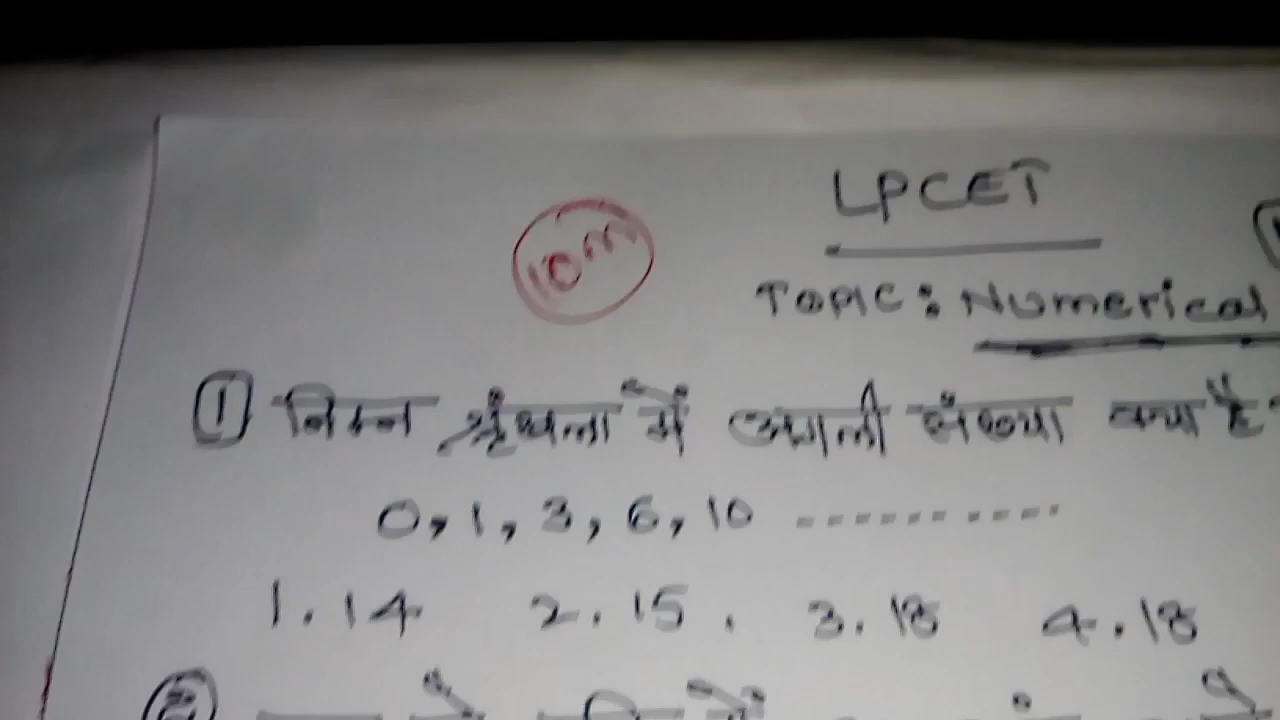 LPCET
10m
Topic: Numerical
① निम्न श्रृंखला में अगली संख्या क्या है
0, 1, 3, 6, 10 ..........
1. 14 2. 15. 3. 18 4. 18
②